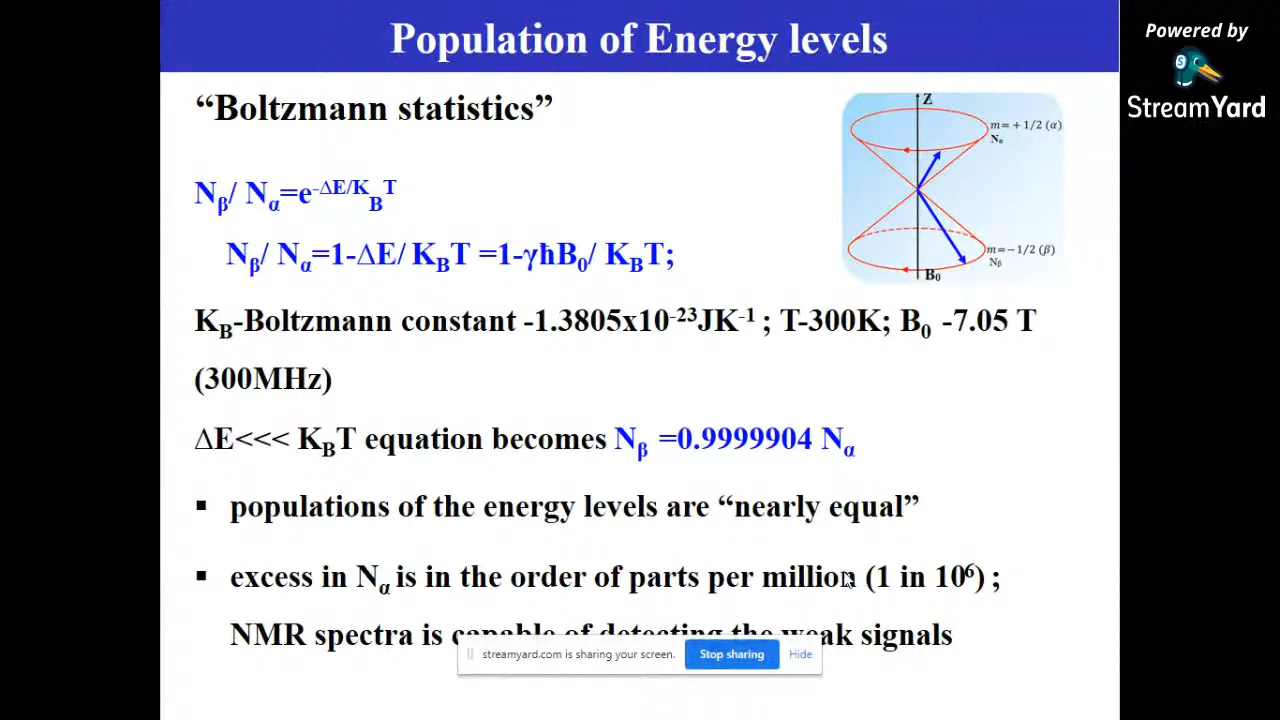 Population of Energy levels
Powered by
StreamYard
“Boltzmann statistics”
Z
m = + 1/2 (α)
Nα
Nβ/ Nα=e-∆E/KBT
Nβ/ Nα=1-∆E/ KBT =1-γħB0/ KBT;
m = − 1/2 (β)
Nβ
B0
KB-Boltzmann constant -1.3805x10-23JK-1 ; T-300K; B0 -7.05 T
(300MHz)
∆E<<< KBT equation becomes Nβ =0.9999904 Nα
▪ populations of the energy levels are “nearly equal”
▪ excess in Nα is in the order of parts per million (1 in 106) ;
NMR spectra is capable of detecting the weak signals
streamyard.com is sharing your screen.
Stop sharing
Hide